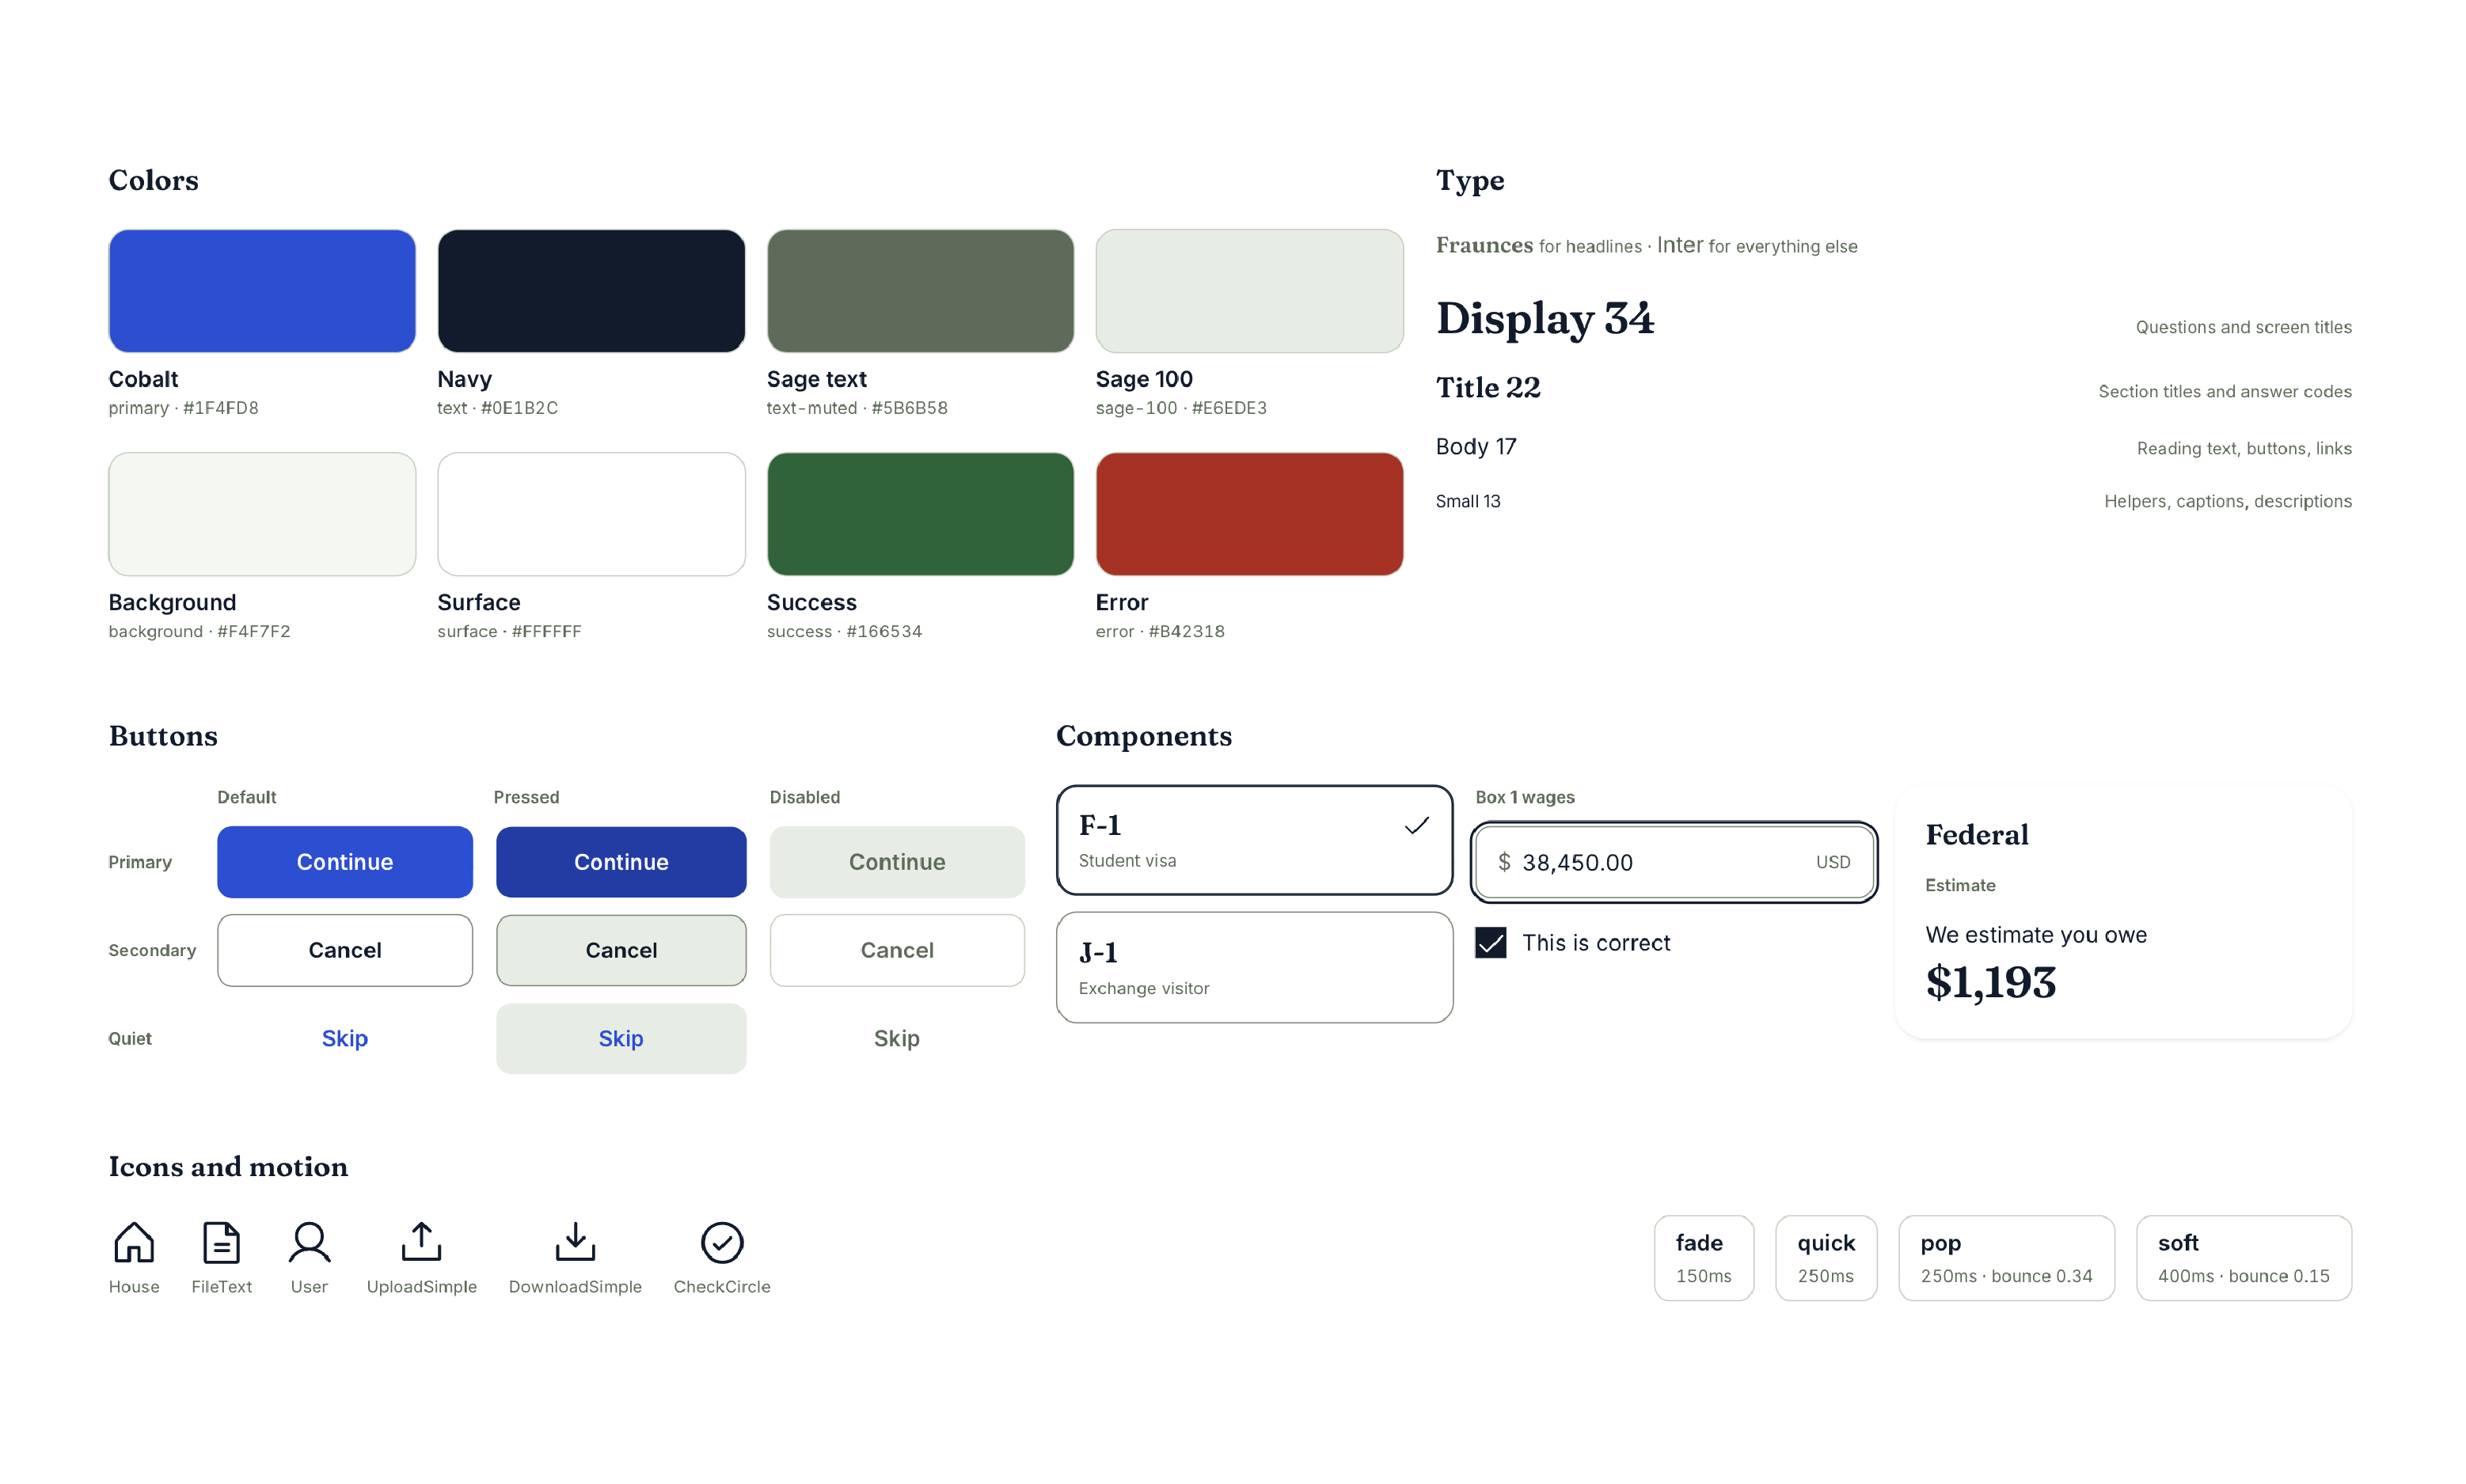 Colors
Cobalt
primary · #1F4FD8
Navy
text · #0E1B2C
Sage text
text-muted · #5B6B58
Sage 100
sage-100 · #E6EDE3
Background
background · #F4F7F2
Surface
surface · #FFFFFF
Success
success · #166534
Error
error · #B42318
Type
Fraunces for headlines · Inter for everything else
Display 34
Questions and screen titles
Title 22
Section titles and answer codes
Body 17
Reading text, buttons, links
Small 13
Helpers, captions, descriptions
Buttons
Default
Pressed
Disabled
Primary
Continue
Continue
Continue
Secondary
Cancel
Cancel
Cancel
Quiet
Skip
Skip
Skip
Components
F-1
Student visa
J-1
Exchange visitor
Box 1 wages
$ 38,450.00
USD
This is correct
Federal
Estimate
We estimate you owe
$1,193
Icons and motion
House
FileText
User
UploadSimple
DownloadSimple
CheckCircle
fade
150ms
quick
250ms
pop
250ms · bounce 0.34
soft
400ms · bounce 0.15